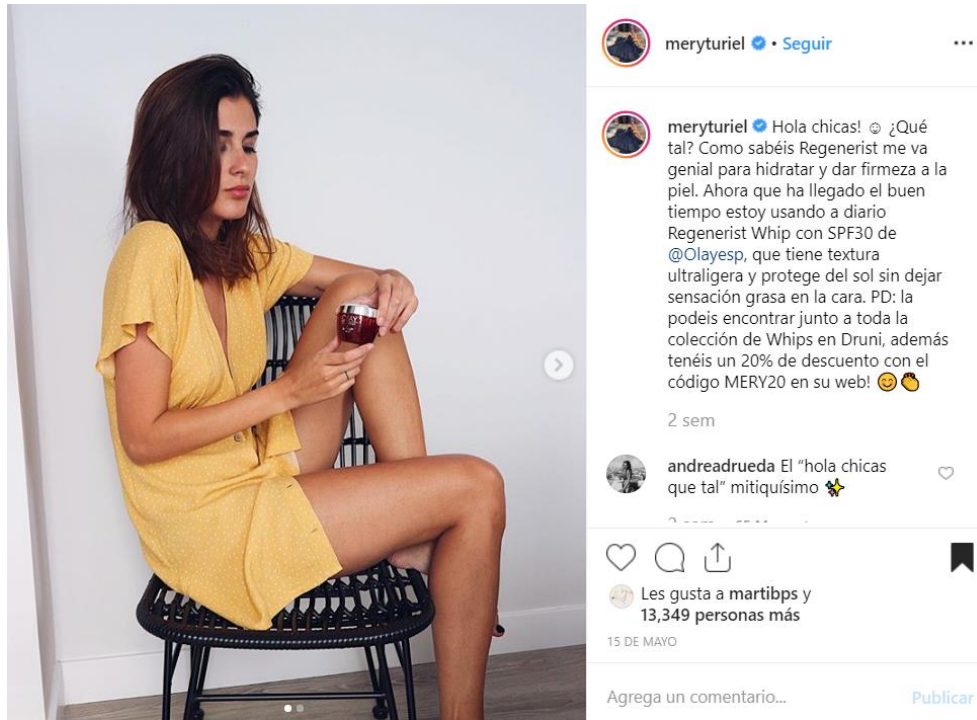 meryturiel • Seguir
meryturiel Hola chicas! ☺ ¿Qué
tal? Como sabéis Regenerist me va
genial para hidratar y dar firmeza a la
piel. Ahora que ha llegado el buen
tiempo estoy usando a diario
Regenerist Whip con SPF30 de
@Olayesp, que tiene textura
ultraligera y protege del sol sin dejar
sensación grasa en la cara. PD: la
podeis encontrar junto a toda la
colección de Whips en Druni, además
tenéis un 20% de descuento con el
código MERY20 en su web! 😊👏
2 sem
andreadrueda El “hola chicas
que tal” mitiquísimo ✨
Les gusta a martibps y
13,349 personas más
15 DE MAYO
Agrega un comentario... Publicar